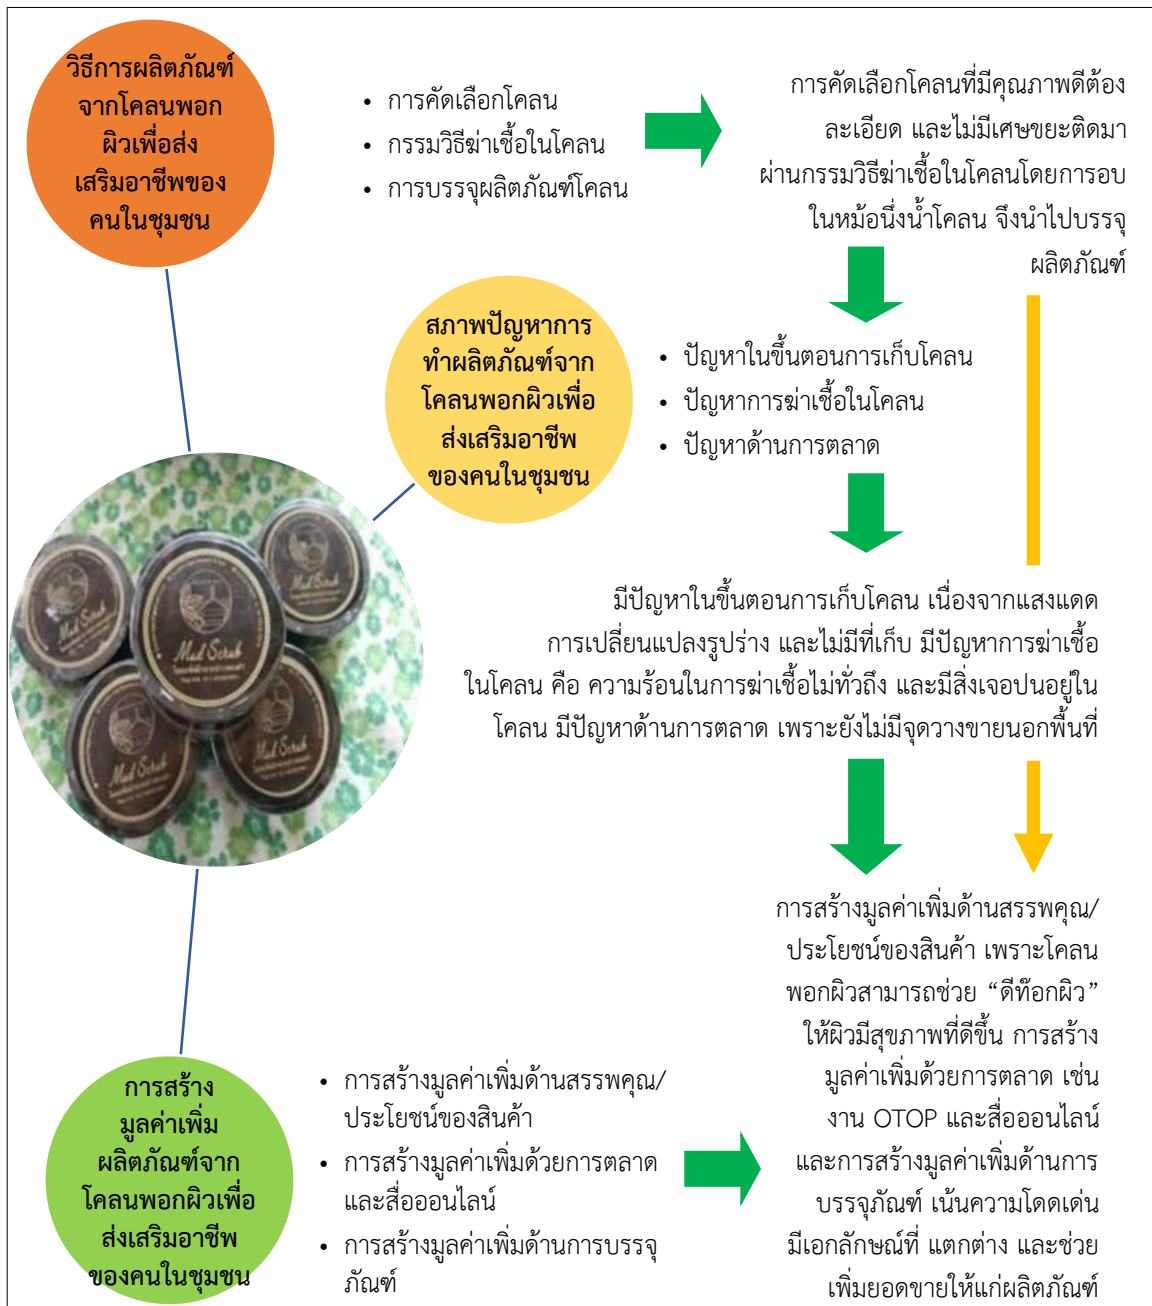 วิธีการผลิตภัณฑ์
จากโคลนพอก
ผิวเพื่อส่ง
เสริมอาชีพของ
คนในชุมชน
• การคัดเลือกโคลน
• กรรมวิธีฆ่าเชื้อในโคลน
• การบรรจุผลิตภัณฑ์โคลน
การคัดเลือกโคลนที่มีคุณภาพดีต้อง
ละเอียด และไม่มีเศษขยะติดมา
ผ่านกรรมวิธีฆ่าเชื้อในโคลนโดยการอบ
ในหม้อนึ่งน้ำโคลน จึงนำไปบรรจุ
ผลิตภัณฑ์
สภาพปัญหาการ
ทำผลิตภัณฑ์จาก
โคลนพอกผิวเพื่อ
ส่งเสริมอาชีพ
ของคนในชุมชน
• ปัญหาในขึ้นตอนการเก็บโคลน
• ปัญหาการฆ่าเชื้อในโคลน
• ปัญหาด้านการตลาด
มีปัญหาในขึ้นตอนการเก็บโคลน เนื่องจากแสงแดด
การเปลี่ยนแปลงรูปร่าง และไม่มีที่เก็บ มีปัญหาการฆ่าเชื้อ
ในโคลน คือ ความร้อนในการฆ่าเชื้อไม่ทั่วถึง และมีสิ่งเจอปนอยู่ใน
โคลน มีปัญหาด้านการตลาด เพราะยังไม่มีจุดวางขายนอกพื้นที่
Mud Scrub
Mud Scrub
Mud Scrub
Mud Scrub
Mud Scrub
การสร้าง
มูลค่าเพิ่ม
ผลิตภัณฑ์จาก
โคลนพอกผิวเพื่อ
ส่งเสริมอาชีพ
ของคนในชุมชน
• การสร้างมูลค่าเพิ่มด้านสรรพคุณ/
ประโยชน์ของสินค้า
• การสร้างมูลค่าเพิ่มด้วยการตลาด
และสื่อออนไลน์
• การสร้างมูลค่าเพิ่มด้านการบรรจุ
ภัณฑ์
การสร้างมูลค่าเพิ่มด้านสรรพคุณ/
ประโยชน์ของสินค้า เพราะโคลน
พอกผิวสามารถช่วย “ดีท๊อกผิว”
ให้ผิวมีสุขภาพที่ดีขึ้น การสร้าง
มูลค่าเพิ่มด้วยการตลาด เช่น
งาน OTOP และสื่อออนไลน์
และการสร้างมูลค่าเพิ่มด้านการ
บรรจุภัณฑ์ เน้นความโดดเด่น
มีเอกลักษณ์ที่ แตกต่าง และช่วย
เพิ่มยอดขายให้แก่ผลิตภัณฑ์